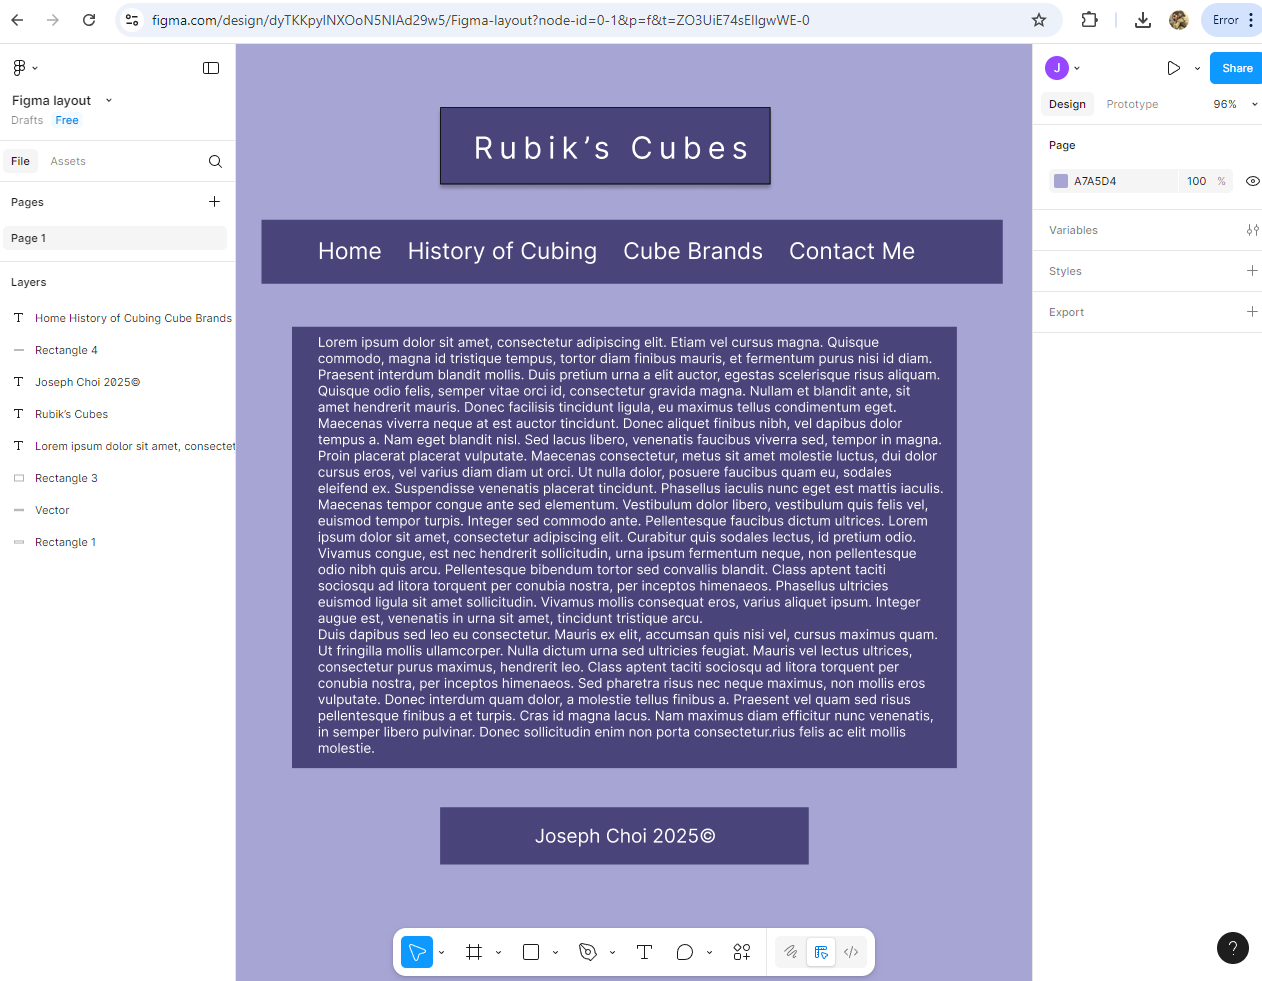 figma.com/design/dyTKKpylNXOoN5NIAd29w5/Figma-layout?node-id=0-1&p=f&t=ZO3UiE74sEIlgwWE-0
Error
Figma layout
Drafts Free
File Assets
Pages
Page 1
Layers
Home History of Cubing Cube Brands
Rectangle 4
Joseph Choi 2025©
Rubik’s Cubes
Lorem ipsum dolor sit amet, consectet
Rectangle 3
Vector
Rectangle 1
Rubik’s Cubes
Home History of Cubing Cube Brands Contact Me
Lorem ipsum dolor sit amet, consectetur adipiscing elit. Etiam vel cursus magna. Quisque
commodo, magna id tristique tempus, tortor diam finibus mauris, et fermentum purus nisi id diam.
Praesent interdum blandit mollis. Duis pretium urna a elit auctor, egestas scelerisque risus aliquam.
Quisque odio felis, semper vitae orci id, consectetur gravida magna. Nullam et blandit ante, sit
amet hendrerit mauris. Donec facilisis tincidunt ligula, eu maximus tellus condimentum eget.
Maecenas viverra neque at est auctor tincidunt. Donec aliquet finibus nibh, vel dapibus dolor
tempus a. Nam eget blandit nisl. Sed lacus libero, venenatis faucibus viverra sed, tempor in magna.
Proin placerat placerat vulputate. Maecenas consectetur, metus sit amet molestie luctus, dui dolor
cursus eros, vel varius diam diam ut orci. Ut nulla dolor, posuere faucibus quam eu, sodales
eleifend ex. Suspendisse venenatis placerat tincidunt. Phasellus iaculis nunc eget est mattis iaculis.
Maecenas tempor congue ante sed elementum. Vestibulum dolor libero, vestibulum quis felis vel,
euismod tempor turpis. Integer sed commodo ante. Pellentesque faucibus dictum ultrices. Lorem
ipsum dolor sit amet, consectetur adipiscing elit. Curabitur quis sodales lectus, id pretium odio.
Vivamus congue, est nec hendrerit sollicitudin, urna ipsum fermentum neque, non pellentesque
odio nibh quis arcu. Pellentesque bibendum tortor sed convallis blandit. Class aptent taciti
sociosqu ad litora torquent per conubia nostra, per inceptos himenaeos. Phasellus ultricies
euismod ligula sit amet sollicitudin. Vivamus mollis consequat eros, varius aliquet ipsum. Integer
augue est, venenatis in urna sit amet, tincidunt tristique arcu.
Duis dapibus sed leo eu consectetur. Mauris ex elit, accumsan quis nisi vel, cursus maximus quam.
Ut fringilla mollis ullamcorper. Nulla dictum urna sed ultricies feugiat. Mauris vel lectus ultrices,
consectetur purus maximus, hendrerit leo. Class aptent taciti sociosqu ad litora torquent per
conubia nostra, per inceptos himenaeos. Sed pharetra risus nec neque maximus, non mollis eros
vulputate. Donec interdum quam dolor, a molestie tellus finibus a. Praesent vel quam sed risus
pellentesque finibus a et turpis. Cras id magna lacus. Nam maximus diam efficitur nunc venenatis,
in semper libero pulvinar. Donec sollicitudin enim non porta consectetur.rius felis ac elit mollis
molestie.
Joseph Choi 2025©
J
Share
Design Prototype 96%
Page
A7A5D4 100 %
Variables
Styles
Export
?